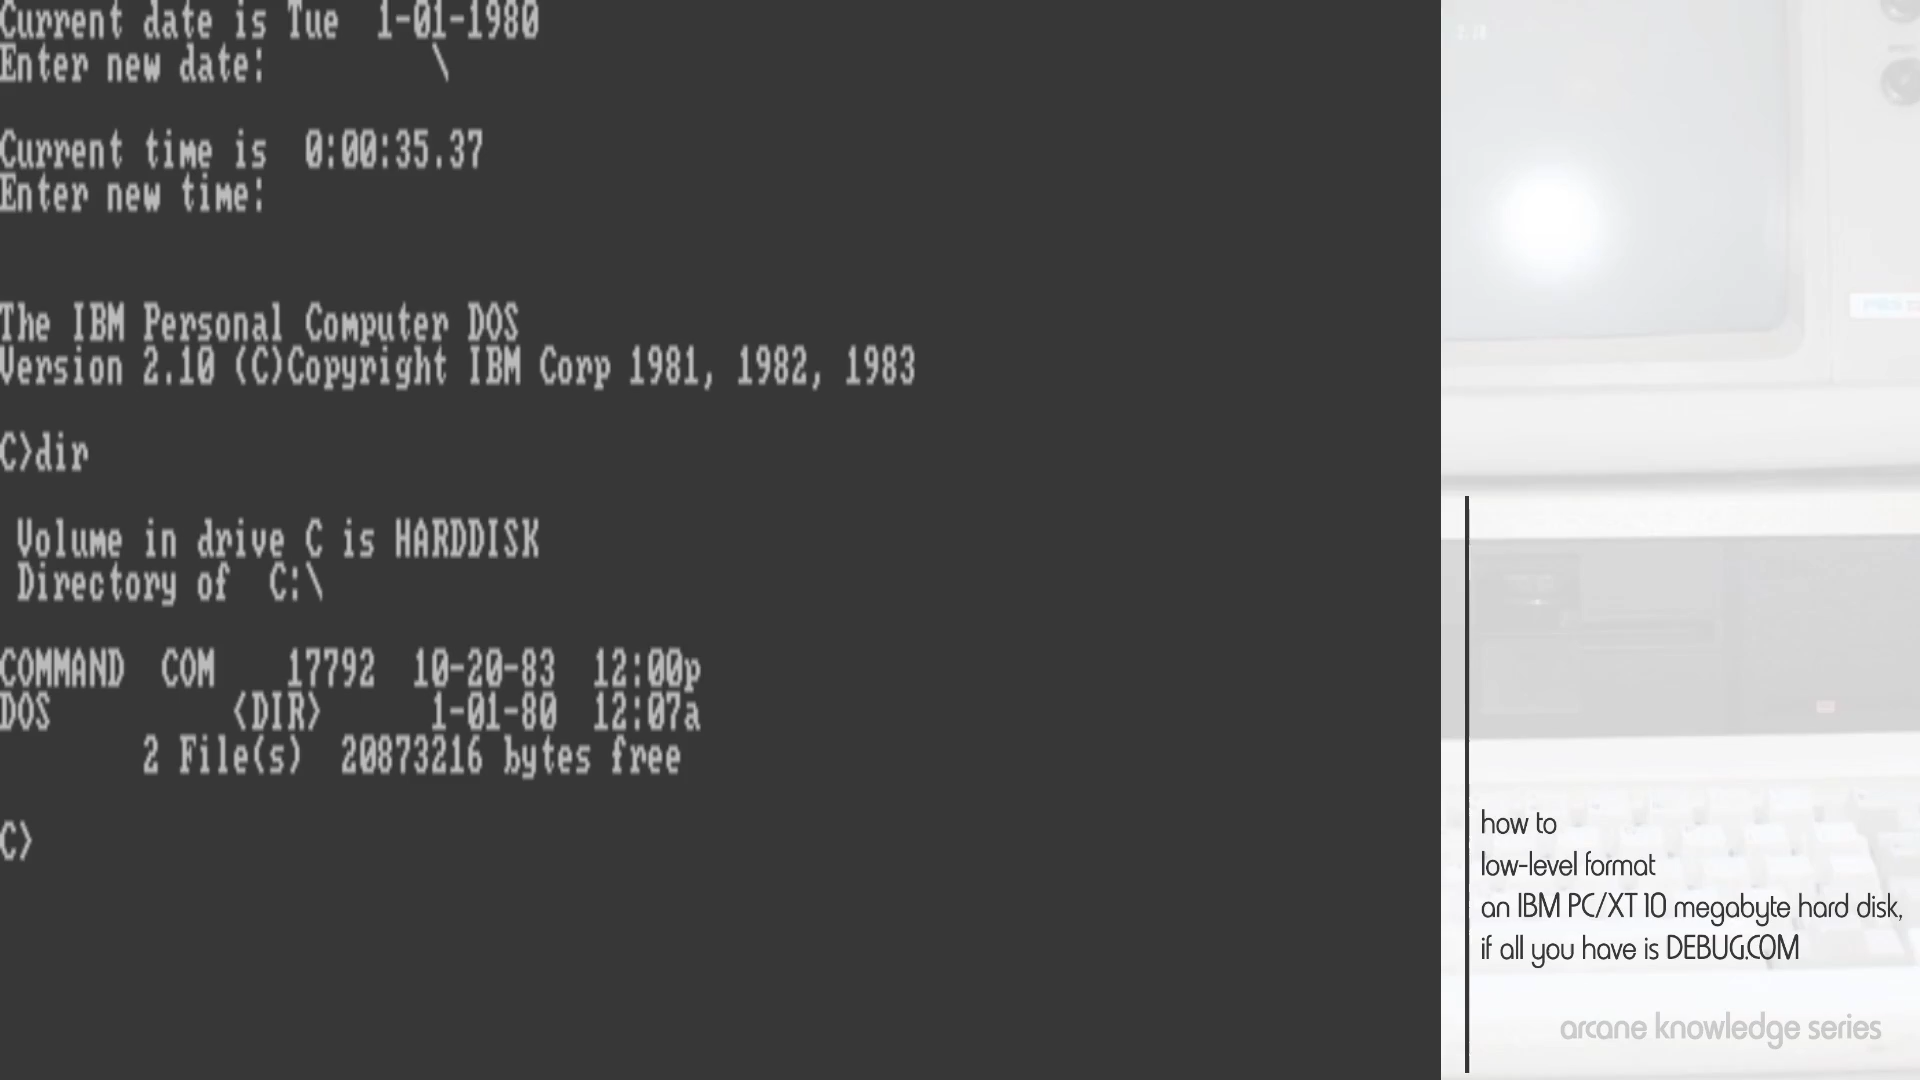 Current date is Tue  1-01-1980
Enter new date:         \
Current time is  0:00:35.37
Enter new time:
The IBM Personal Computer DOS
Version 2.10 (C)Copyright IBM Corp 1981, 1982, 1983
C>dir
 Volume in drive C is HARDDISK
 Directory of  C:\
COMMAND  COM    17792  10-20-83  12:00p
DOS          <DIR>      1-01-80  12:07a
        2 File(s)  20873216 bytes free
C>
how to
low-level format
an IBM PC/XT 10 megabyte hard disk,
if all you have is DEBUG.COM
arcane knowledge series